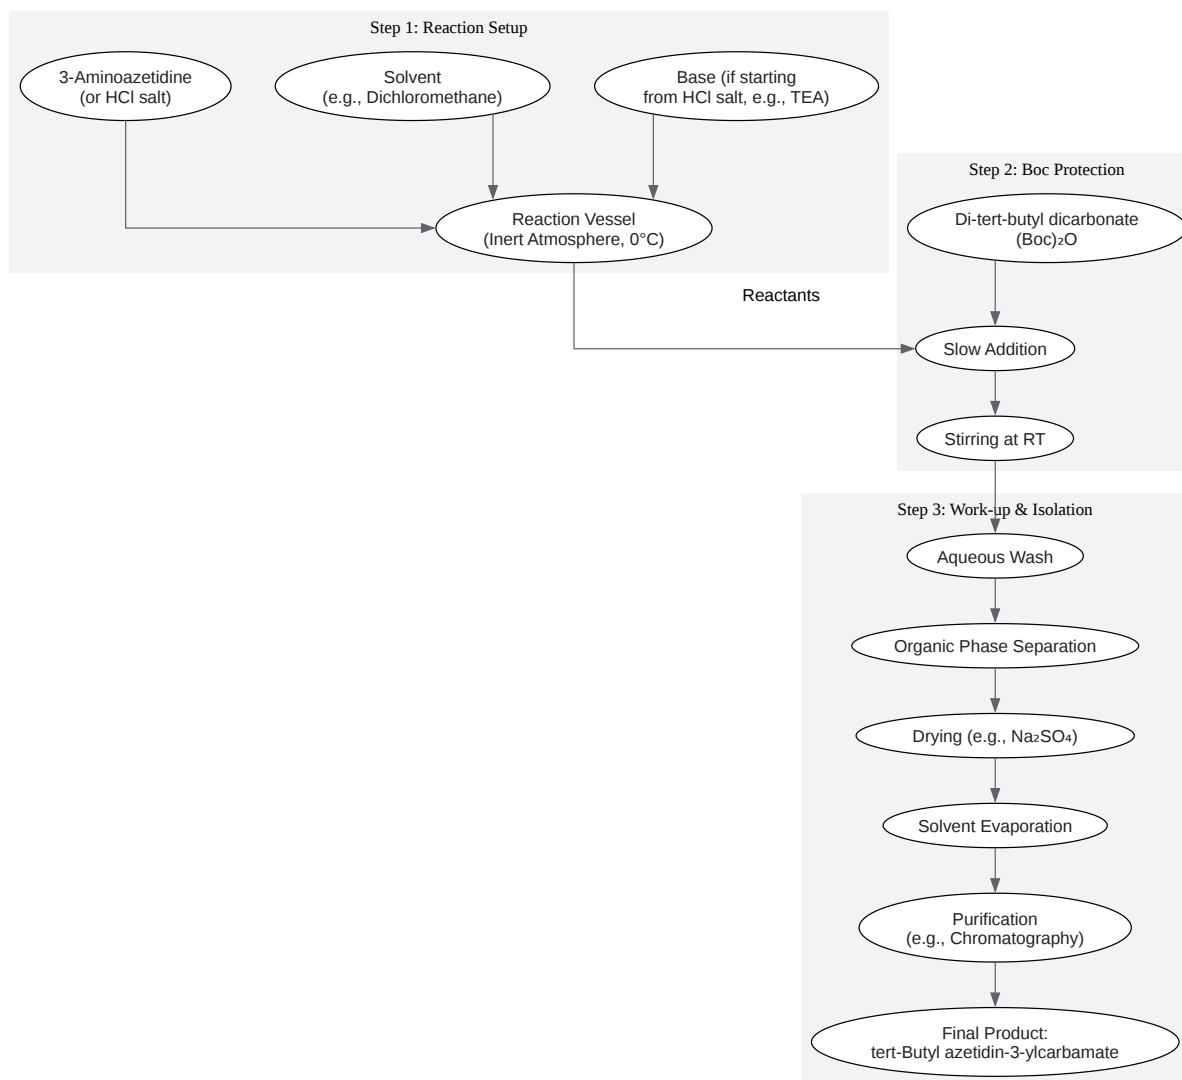 Step 1: Reaction Setup
3-Aminoazetidine
(or HCl salt)
Solvent
(e.g., Dichloromethane)
Base (if starting
from HCl salt, e.g., TEA)
Reaction Vessel
(Inert Atmosphere, 0°C)
Reactants
Step 2: Boc Protection
Di-tert-butyl dicarbonate
(Boc)₂O
Slow Addition
Stirring at RT
Step 3: Work-up & Isolation
Aqueous Wash
Organic Phase Separation
Drying (e.g., Na₂SO₄)
Solvent Evaporation
Purification
(e.g., Chromatography)
Final Product:
tert-Butyl azetidin-3-ylcarbamate